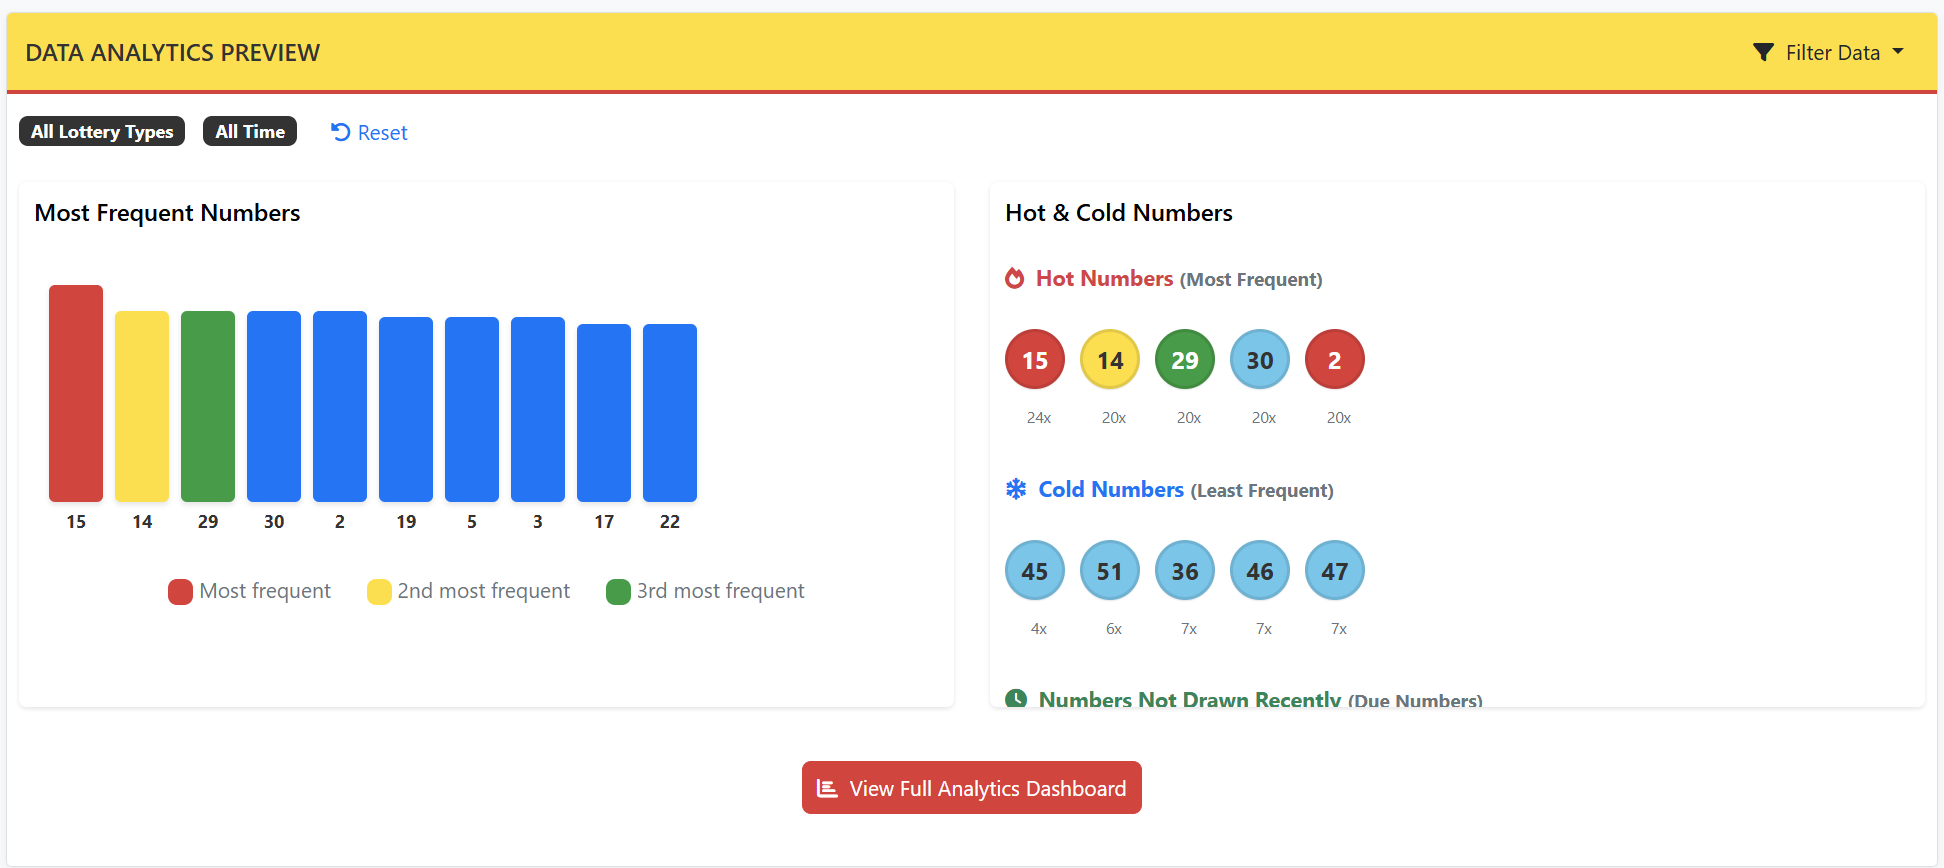 DATA ANALYTICS PREVIEW
Filter Data
All Lottery Types
All Time
Reset
Most Frequent Numbers
15 14 29 30 2 19 5 3 17 22
Most frequent
2nd most frequent
3rd most frequent
Hot & Cold Numbers
Hot Numbers (Most Frequent)
15 14 29 30 2
24x 20x 20x 20x 20x
Cold Numbers (Least Frequent)
45 51 36 46 47
4x 6x 7x 7x 7x
Numbers Not Drawn Recently (Due Numbers)
View Full Analytics Dashboard